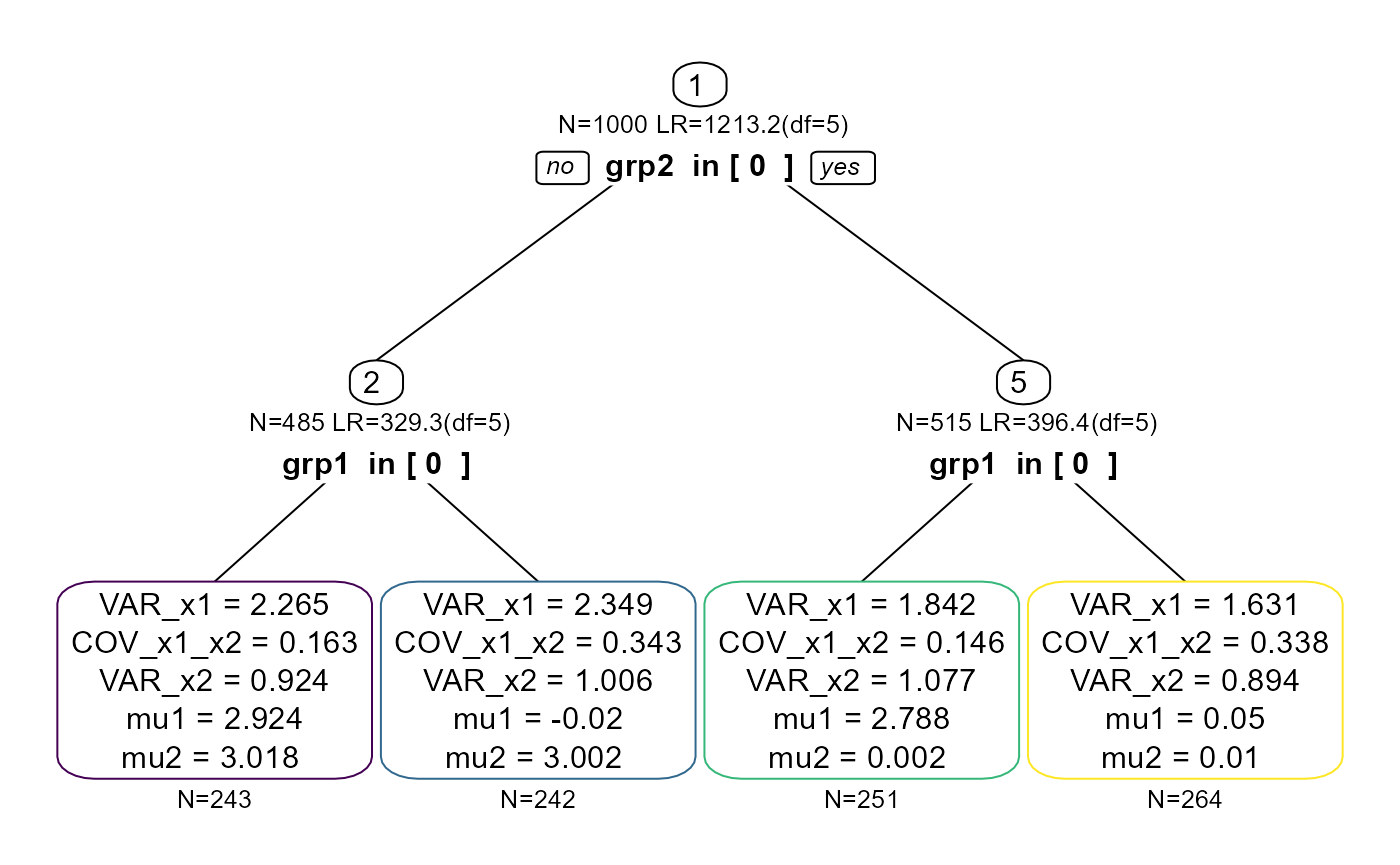 1
N=1000 LR=1213.2(df=5)
no grp2 in [ 0 ] yes
2
N=485 LR=329.3(df=5)
grp1 in [ 0 ]
5
N=515 LR=396.4(df=5)
grp1 in [ 0 ]
VAR_x1 = 2.265
COV_x1_x2 = 0.163
VAR_x2 = 0.924
mu1 = 2.924
mu2 = 3.018
N=243
VAR_x1 = 2.349
COV_x1_x2 = 0.343
VAR_x2 = 1.006
mu1 = -0.02
mu2 = 3.002
N=242
VAR_x1 = 1.842
COV_x1_x2 = 0.146
VAR_x2 = 1.077
mu1 = 2.788
mu2 = 0.002
N=251
VAR_x1 = 1.631
COV_x1_x2 = 0.338
VAR_x2 = 0.894
mu1 = 0.05
mu2 = 0.01
N=264